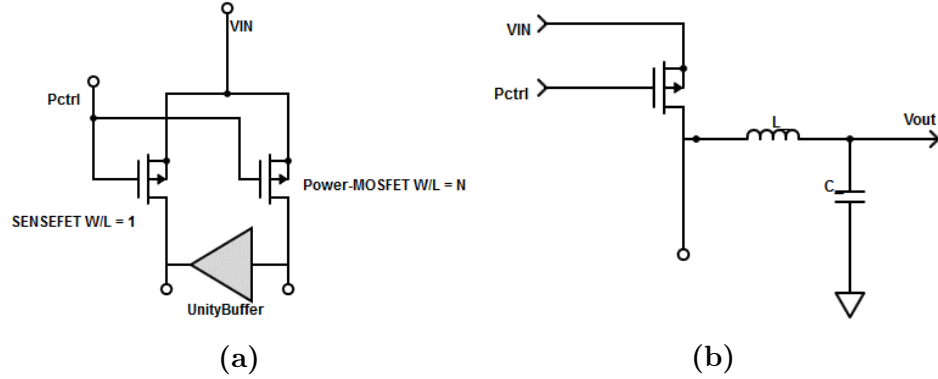 VIN
Pctrl
Power-MOSFET W/L = N
SENSEFET W/L = 1
UnityBuffer
(a)
VIN
Pctrl
L
Vout
C
(b)